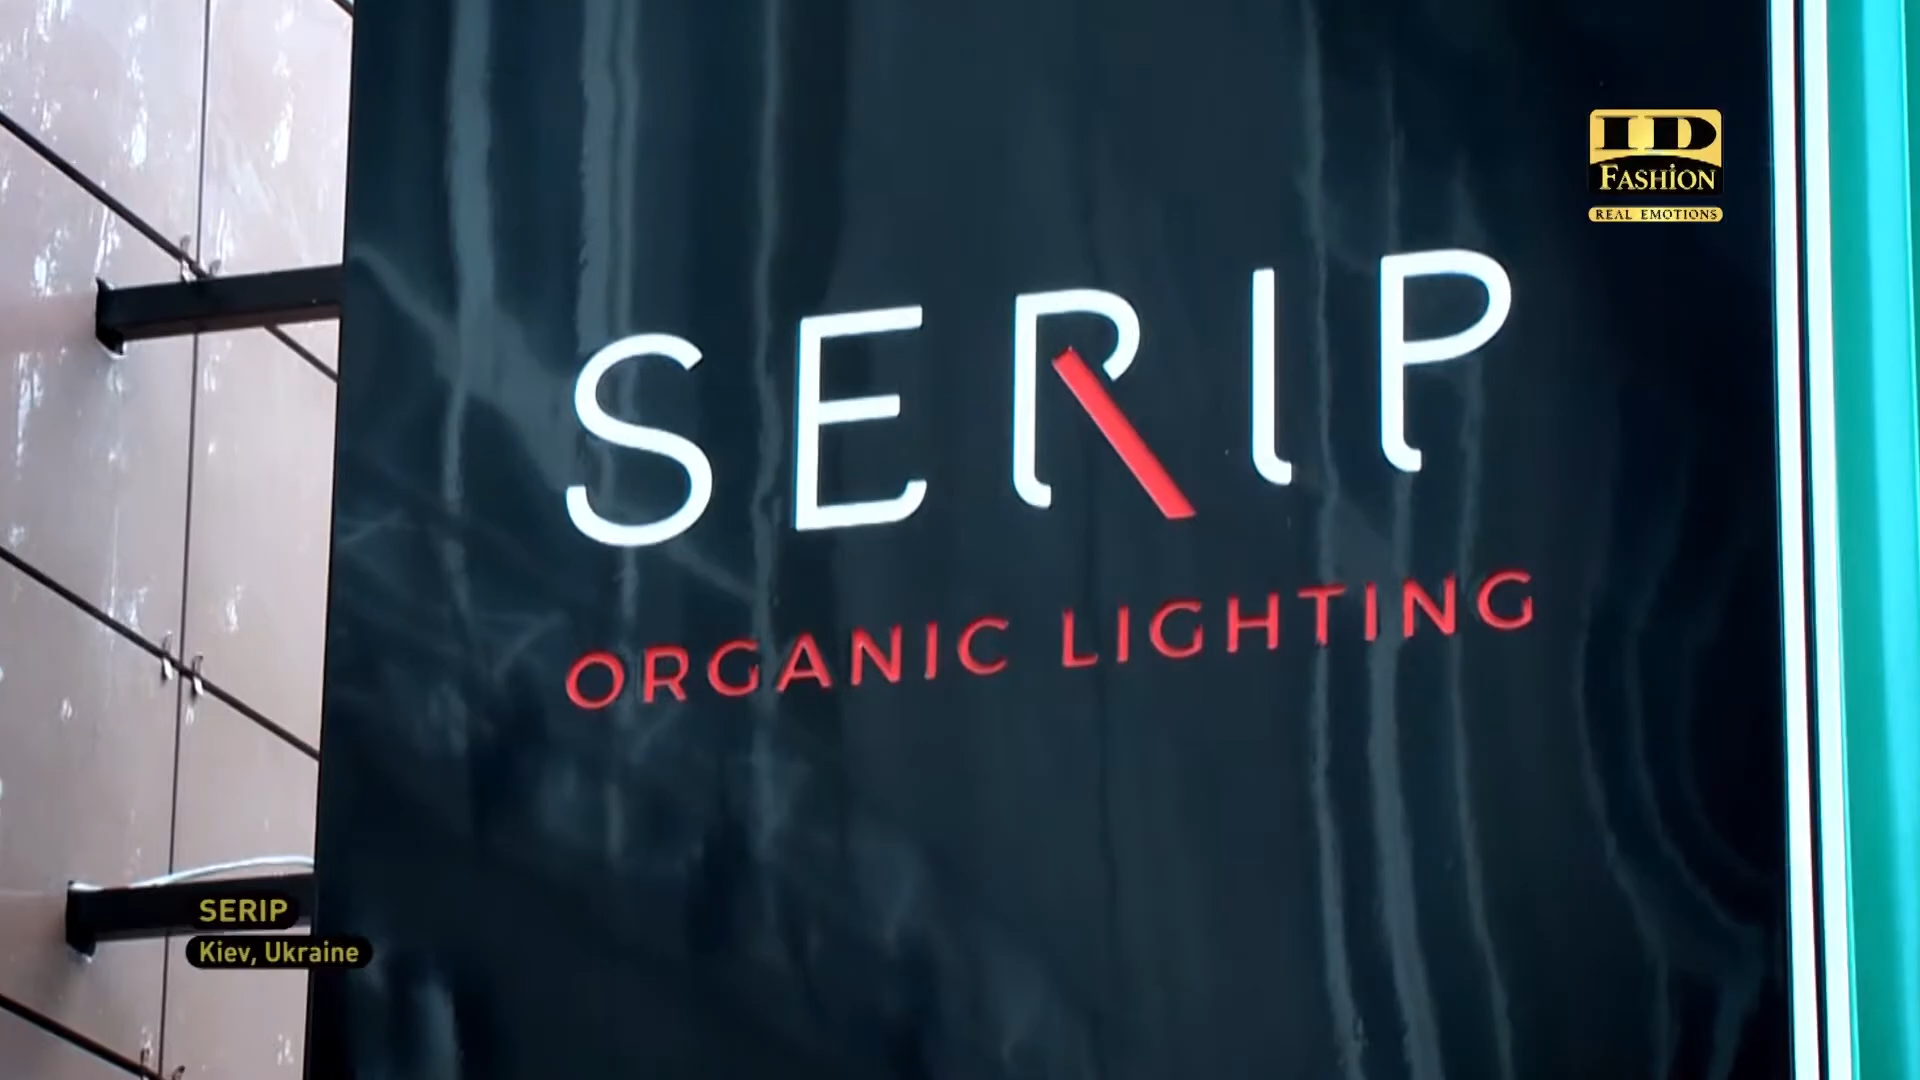 ID
FASHION
REAL EMOTIONS
SERIP
ORGANIC LIGHTING
SERIP
Kiev, Ukraine